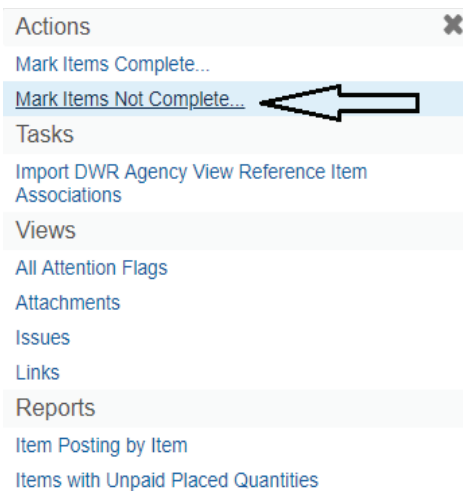 Actions
Mark Items Complete...
Mark Items Not Complete...
Tasks
Import DWR Agency View Reference Item
Associations
Views
All Attention Flags
Attachments
Issues
Links
Reports
Item Posting by Item
Items with Unpaid Placed Quantities